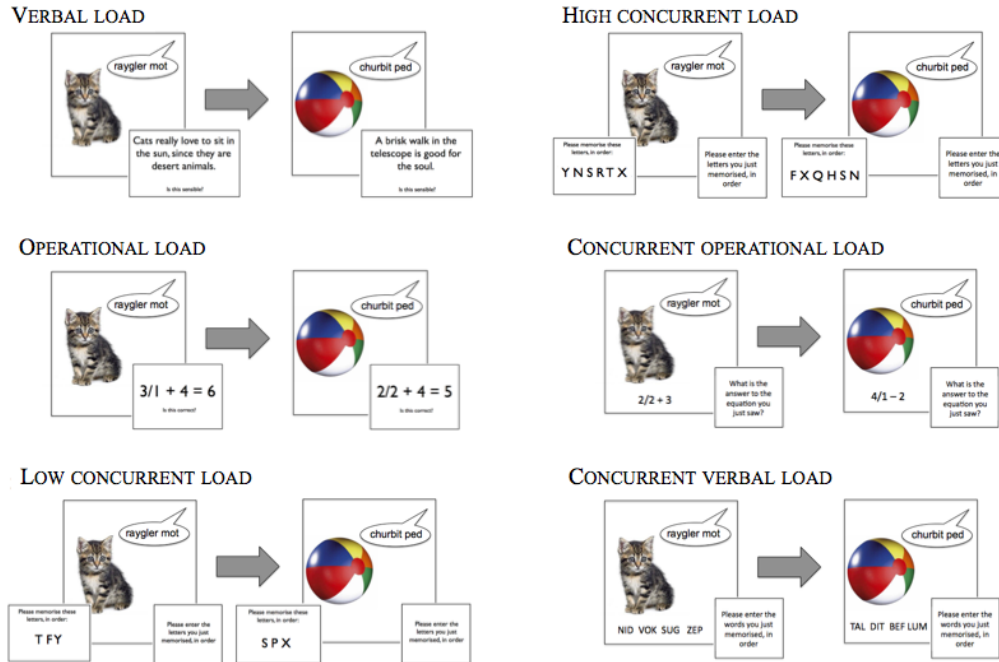 VERBAL LOAD
raygler mot
churbit ped
Cats really love to sit in
the sun, since they are
desert animals.
Is this sensible?
A brisk walk in the
telescope is good for
the soul.
Is this sensible?
HIGH CONCURRENT LOAD
raygler mot
churbit ped
Please memorise these
letters, in order:
Y N S R T X
Please enter the
letters you just
memorised, in
order
Please memorise these
letters, in order:
F X Q H S N
Please enter the
letters you just
memorised, in
order
OPERATIONAL LOAD
raygler mot
churbit ped
3/1 + 4 = 6
Is this correct?
2/2 + 4 = 5
Is this correct?
CONCURRENT OPERATIONAL LOAD
raygler mot
churbit ped
2/2 + 3
What is the
answer to the
equation you
just saw?
4/1 – 2
What is the
answer to the
equation you
just saw?
LOW CONCURRENT LOAD
raygler mot
churbit ped
Please memorise these
letters, in order:
T F Y
Please enter the
letters you just
memorised, in order
Please memorise these
letters, in order:
S P X
Please enter the
letters you just
memorised, in order
CONCURRENT VERBAL LOAD
raygler mot
churbit ped
NID VOK SUG ZEP
Please enter the
words you just
memorised, in
order
TAL DIT BEF LUM
Please enter the
words you just
memorised, in
order